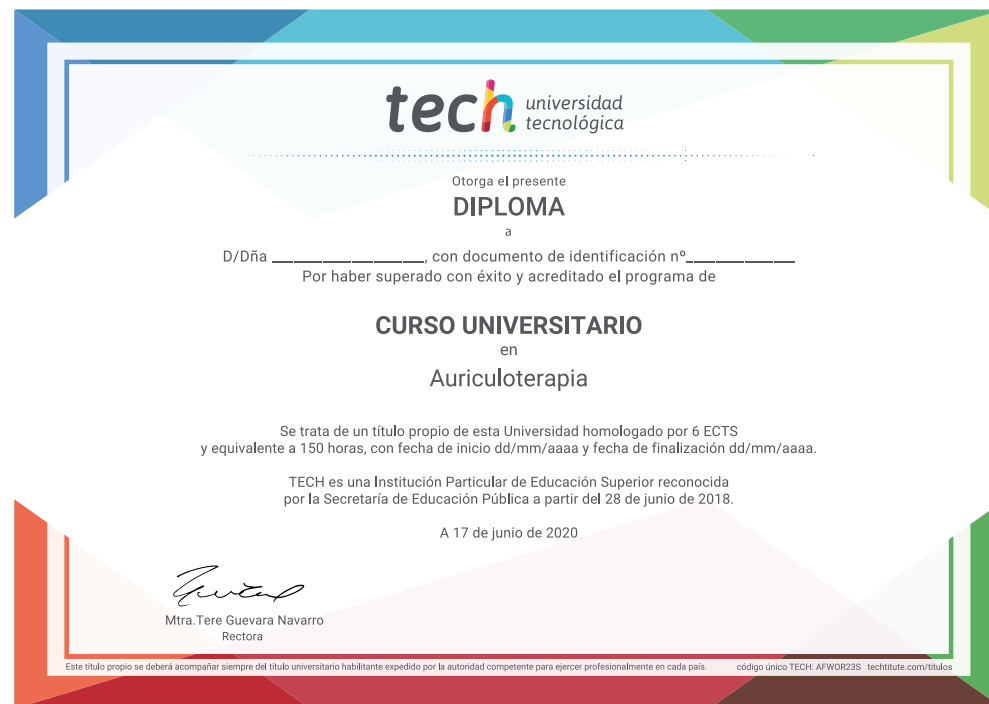 tech universidad
tecnológica
Otorga el presente
DIPLOMA
a
D/Dña ______________, con documento de identificación nº__________
Por haber superado con éxito y acreditado el programa de
CURSO UNIVERSITARIO
en
Auriculoterapia
Se trata de un título propio de esta Universidad homologado por 6 ECTS
y equivalente a 150 horas, con fecha de inicio dd/mm/aaaa y fecha de finalización dd/mm/aaaa.
TECH es una Institución Particular de Educación Superior reconocida
por la Secretaría de Educación Pública a partir del 28 de junio de 2018.
A 17 de junio de 2020
Mtra.Tere Guevara Navarro
Rectora
Este título propio se deberá acompañar siempre del título universitario habilitante expedido por la autoridad competente para ejercer profesionalmente en cada país. código único TECH: AFWOR23S techtitute.com/titulos